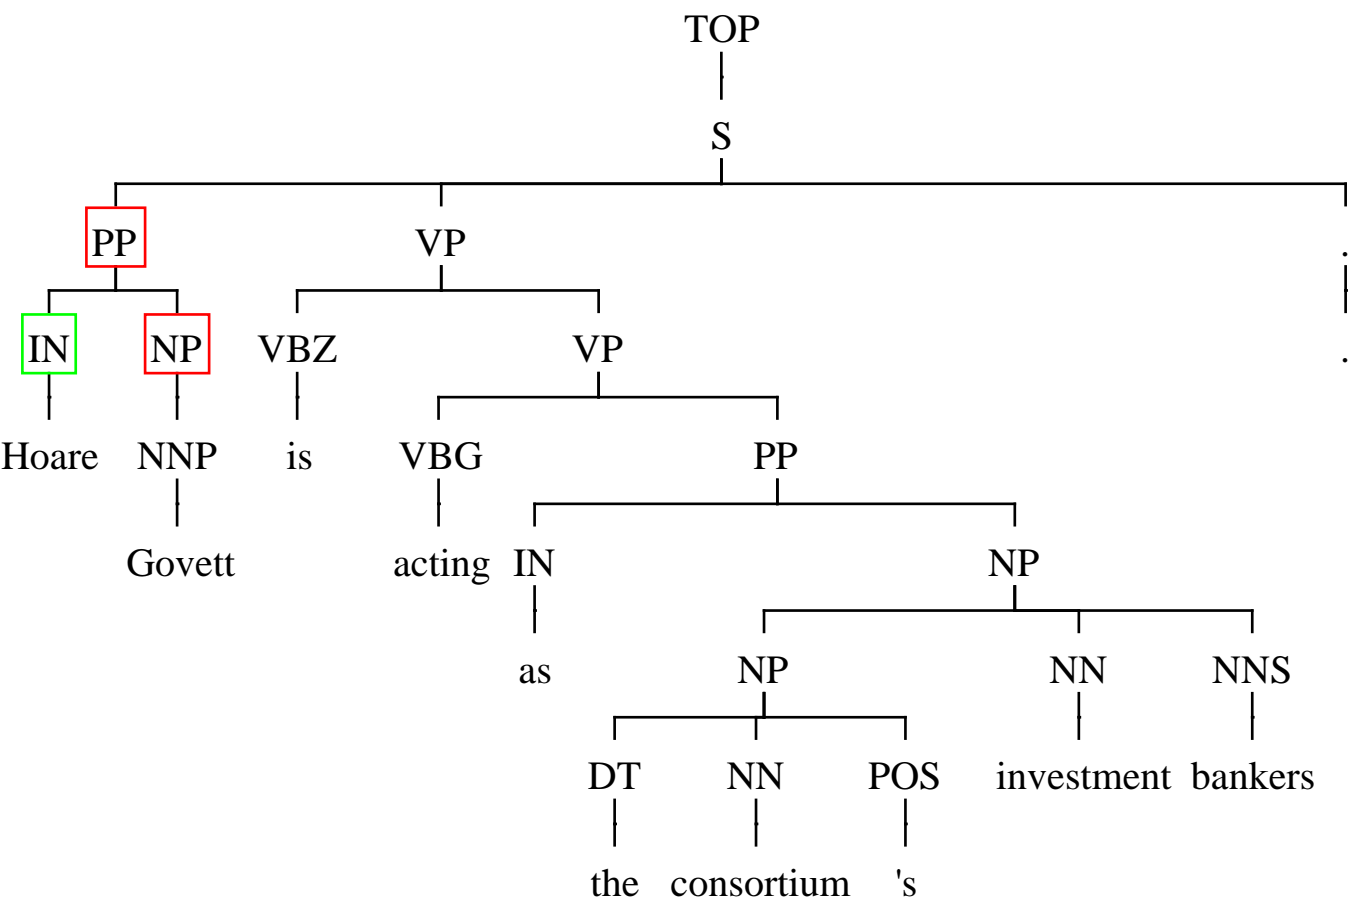 TOP
S
PP VP .
IN NP VBZ VP .
Hoare NNP is VBG PP
Govett acting IN NP
as NP NN NNS
DT NN POS investment bankers
the consortium 's